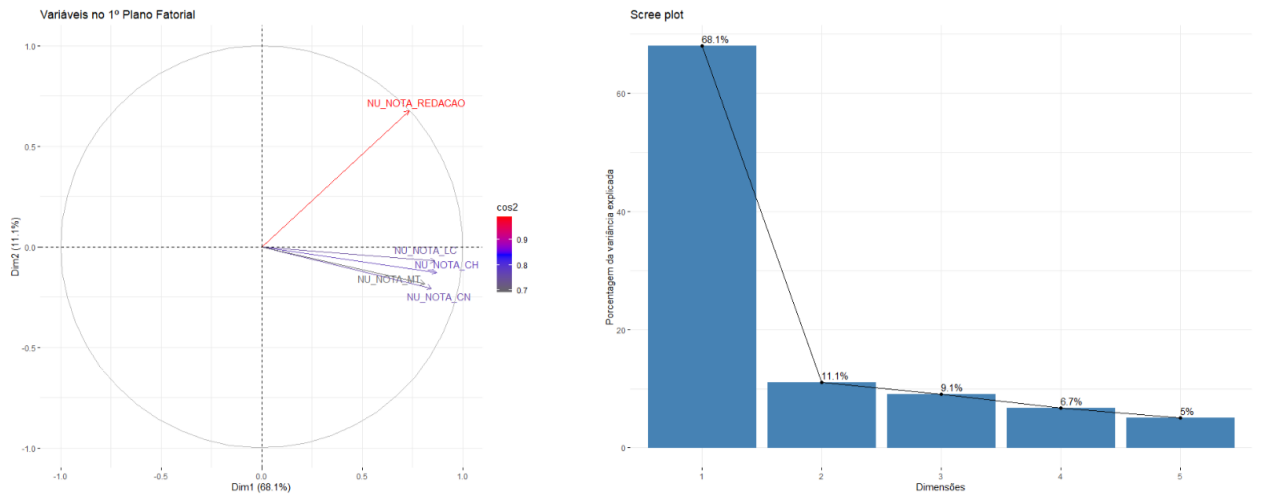 Variáveis no 1º Plano Fatorial
1.0
0.5
0.0
-0.5
-1.0
Dim2 (11.1%)
NU_NOTA_REDACAO
NU_NOTA_LC
NU_NOTA_CH
NU_NOTA_MT
NU_NOTA_CN
-1.0
-0.5
0.0
0.5
1.0
Dim1 (68.1%)
cos2
0.9
0.8
0.7
Scree plot
Porcentagem da variância explicada
60
40
20
0
68.1%
11.1%
9.1%
6.7%
5%
1
2
3
4
5
Dimensões